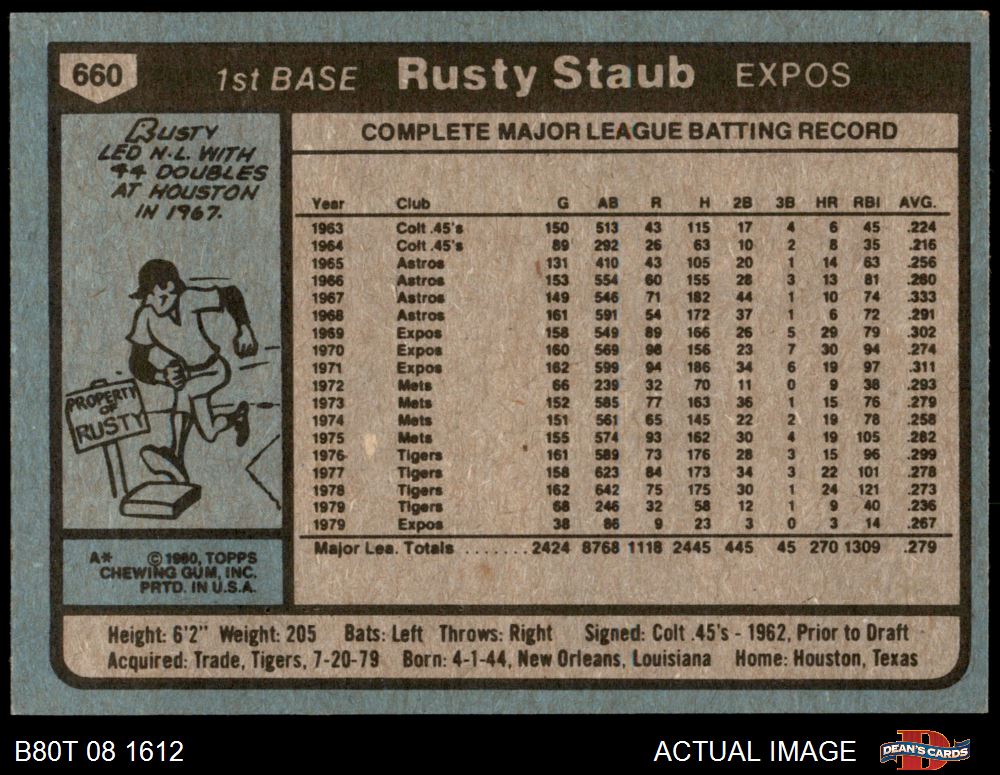 660 1st BASE Rusty Staub EXPOS
BUSTY
LED N.L. WITH
44 DOUBLES
AT HOUSTON
IN 1967.
PROPERTY
OF
RUSTY
A* © 1980, TOPPS
CHEWING GUM, INC.
PRTD. IN U.S.A.
COMPLETE MAJOR LEAGUE BATTING RECORD
Year Club G AB R H 2B 3B HR RBI AVG.
1963 Colt .45's 150 513 43 115 17 4 6 45 .224
1964 Colt .45's 89 292 26 63 10 2 8 35 .216
1965 Astros 131 410 43 105 20 1 14 63 .256
1966 Astros 153 554 60 155 28 3 13 81 .280
1967 Astros 149 546 71 182 44 1 10 74 .333
1968 Astros 161 591 54 172 37 1 6 72 .291
1969 Expos 158 549 89 166 26 5 29 79 .302
1970 Expos 160 569 98 156 23 7 30 94 .274
1971 Expos 162 599 94 186 34 6 19 97 .311
1972 Mets 66 239 32 70 11 0 9 38 .293
1973 Mets 152 585 77 163 36 1 15 76 .279
1974 Mets 151 561 65 145 22 2 19 78 .258
1975 Mets 155 574 93 162 30 4 19 105 .282
1976 Tigers 161 589 73 176 28 3 15 96 .299
1977 Tigers 158 623 84 173 34 3 22 101 .278
1978 Tigers 162 642 75 175 30 1 24 121 .273
1979 Tigers 68 246 32 58 12 1 9 40 .236
1979 Expos 38 86 9 23 3 0 3 14 .267
Major Lea. Totals ....... 2424 8768 1118 2445 445 45 270 1309 .279
Height: 6'2" Weight: 205 Bats: Left Throws: Right Signed: Colt .45's - 1962, Prior to Draft
Acquired: Trade, Tigers, 7-20-79 Born: 4-1-44, New Orleans, Louisiana Home: Houston, Texas
B80T 08 1612 ACTUAL IMAGE DEAN'S CARDS